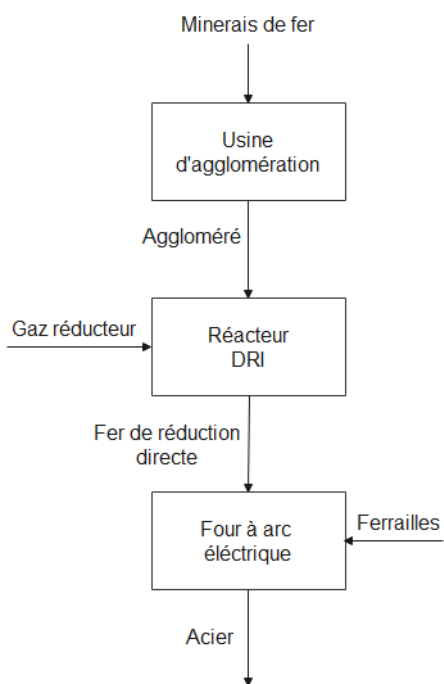 Minerais de fer
Usine
d'agglomération
Aggloméré
Gaz réducteur
Réacteur
DRI
Fer de réduction
directe
Four à arc
éléctrique
Ferrailles
Acier